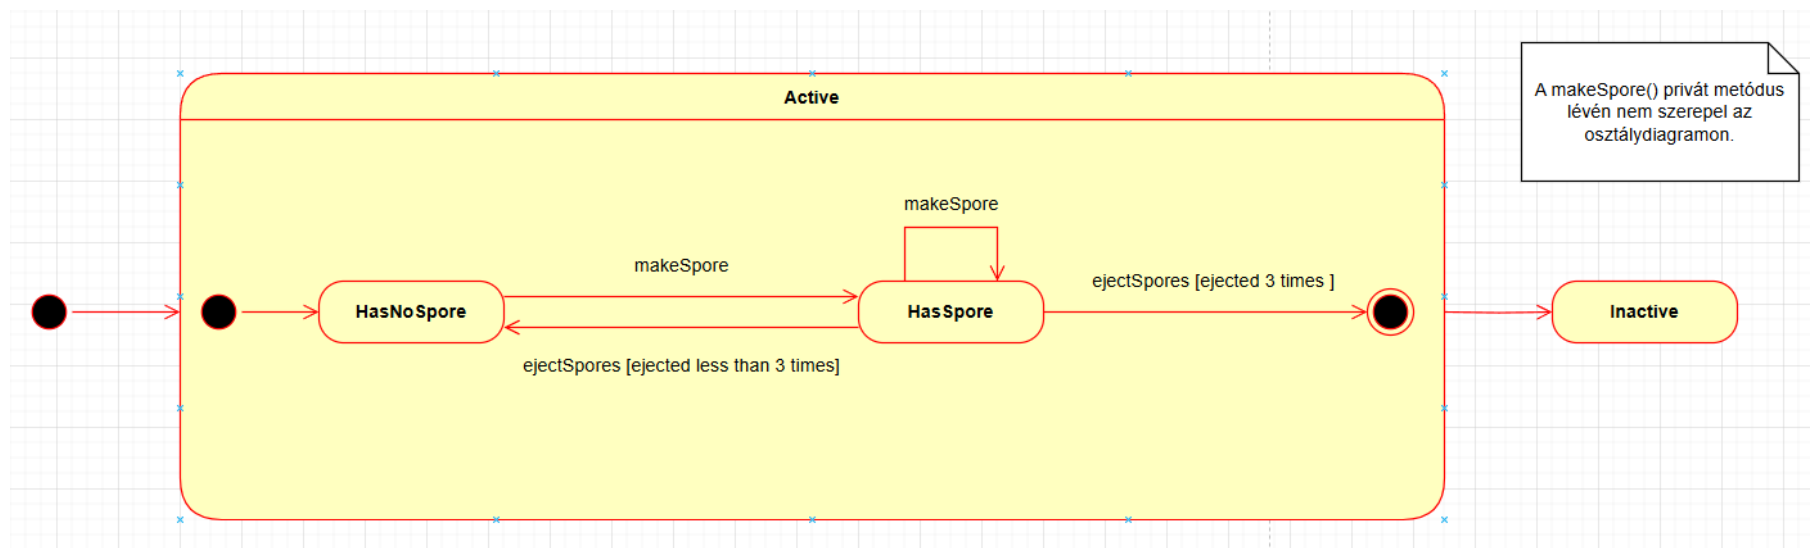 Active
A makeSpore() privát metódus
lévén nem szerepel az
osztálydiagramon.
makeSpore
makeSpore
ejectSpores [ejected 3 times ]
HasNoSpore
HasSpore
Inactive
ejectSpores [ejected less than 3 times]